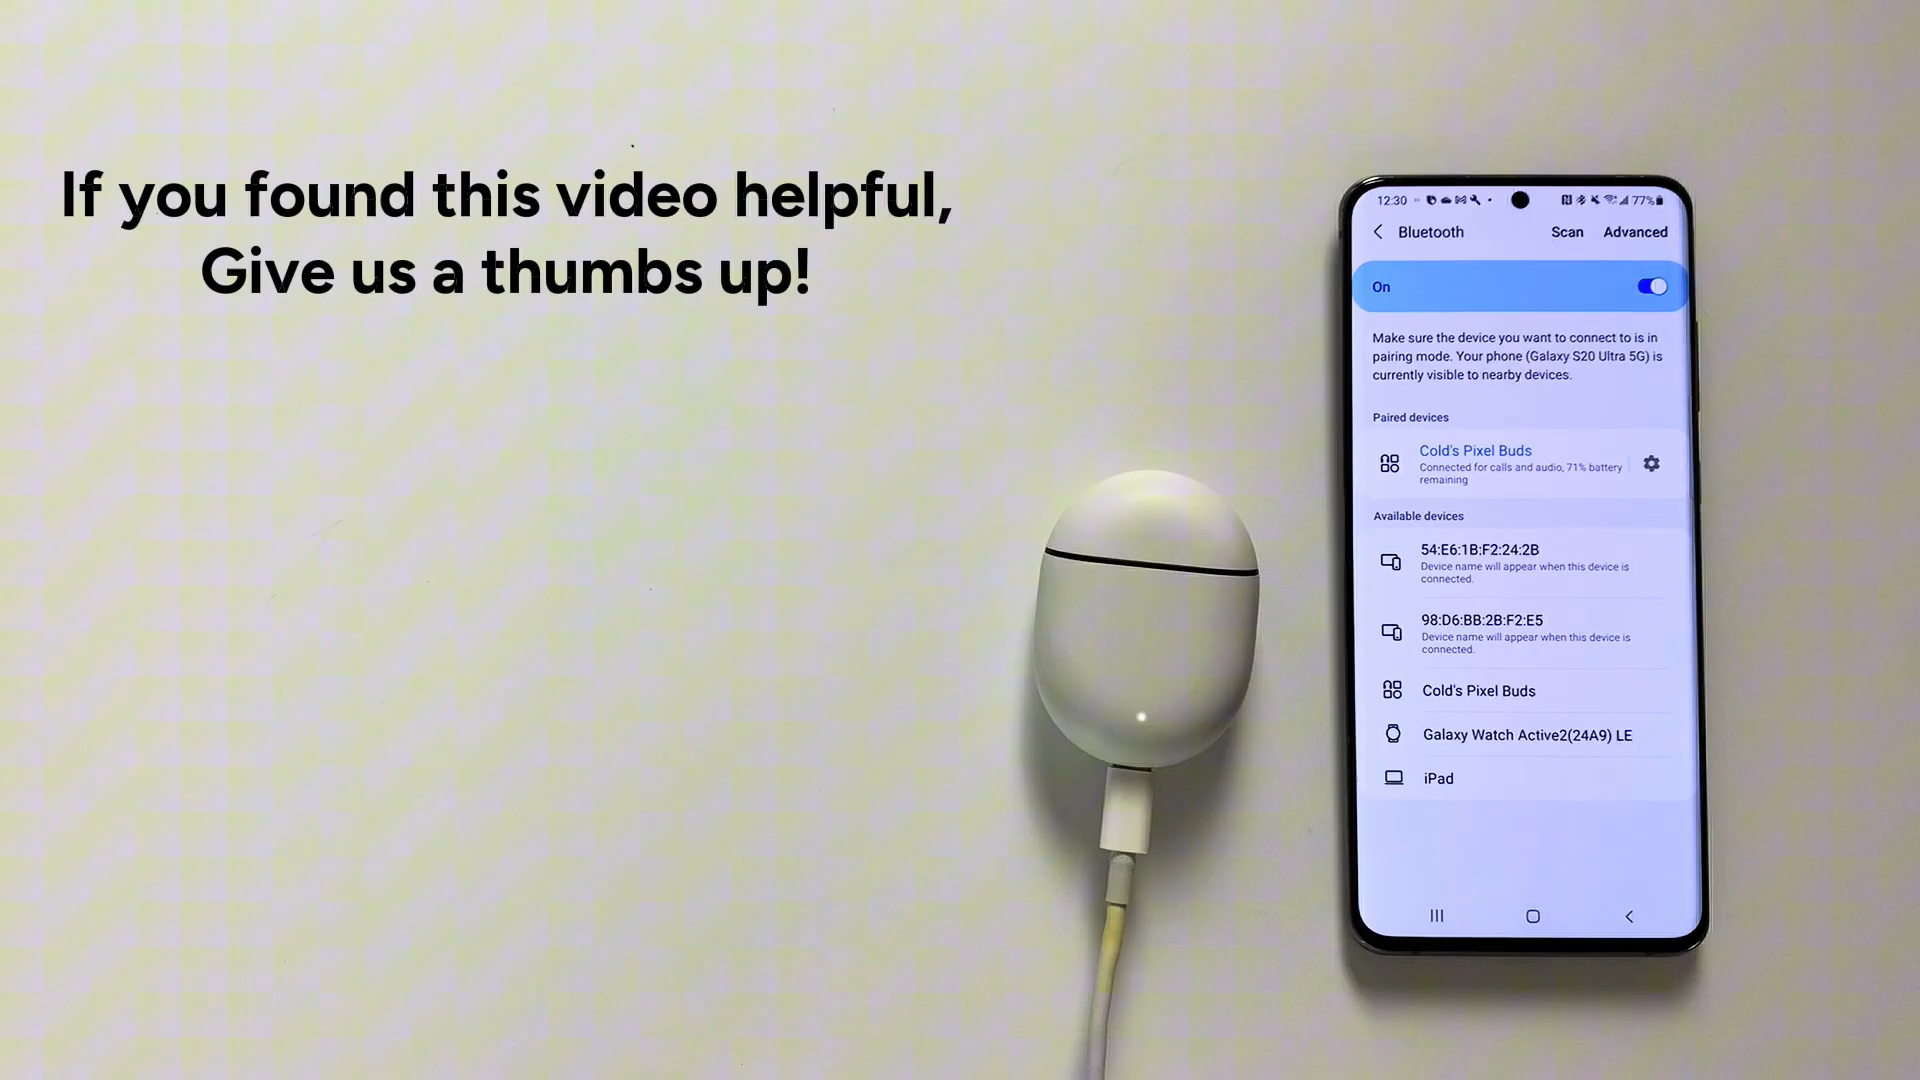 If you found this video helpful,
Give us a thumbs up!
12:30
77%
Bluetooth
Scan
Advanced
On
Make sure the device you want to connect to is in
pairing mode. Your phone (Galaxy S20 Ultra 5G) is
currently visible to nearby devices.
Paired devices
Cold's Pixel Buds
Connected for calls and audio, 71% battery
remaining
Available devices
54:E6:1B:F2:24:2B
Device name will appear when this device is
connected.
98:D6:BB:2B:F2:E5
Device name will appear when this device is
connected.
Cold's Pixel Buds
Galaxy Watch Active2(24A9) LE
iPad